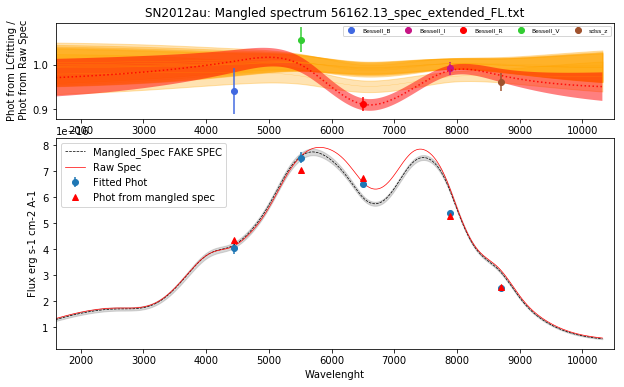 SN2012au: Mangled spectrum 56162.13_spec_extended_FL.txt
Phot from LCfitting /
Phot from Raw Spec
1.0
0.9
Bessell_B
Bessell_I
Bessell_R
Bessell_V
sdss_z
2000 3000 4000 5000 6000 7000 8000 9000 10000
8
7
6
5
4
3
2
1
Flux erg s-1 cm-2 A-1
Mangled_Spec FAKE SPEC
Raw Spec
Fitted Phot
Phot from mangled spec
2000 3000 4000 5000 6000 7000 8000 9000 10000
Wavelenght